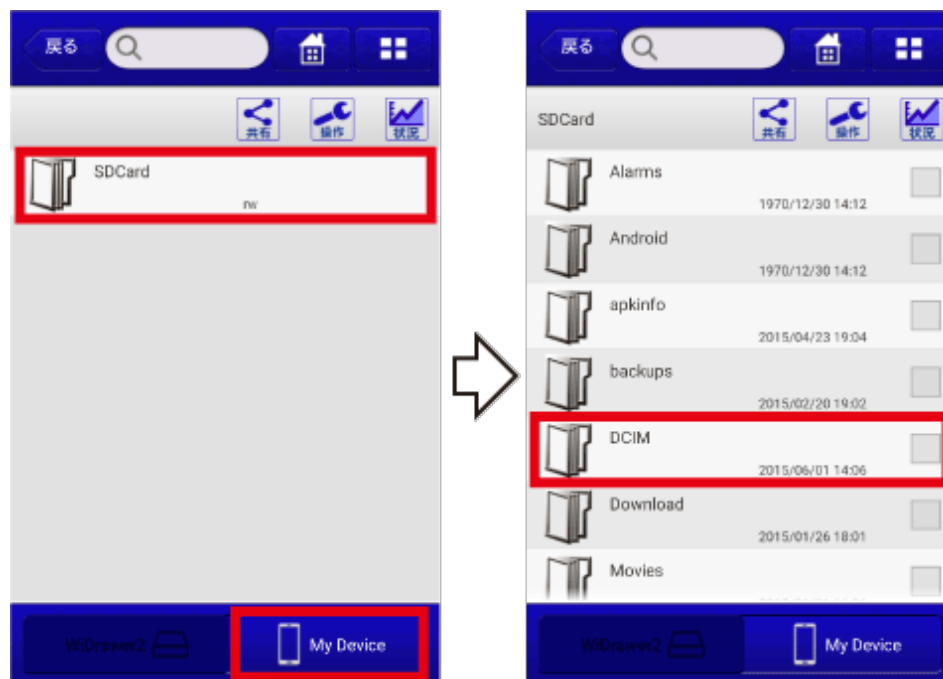 戻る
共有 操作 状況
SDCard
rw
WiDrawer2 My Device
戻る
SDCard 共有 操作 状況
Alarms
1970/12/30 14:12
Android
1970/12/30 14:12
apkinfo
2015/04/23 19:04
backups
2015/02/20 19:02
DCIM
2015/06/01 14:06
Download
2015/01/26 18:01
Movies
WiDrawer2 My Device